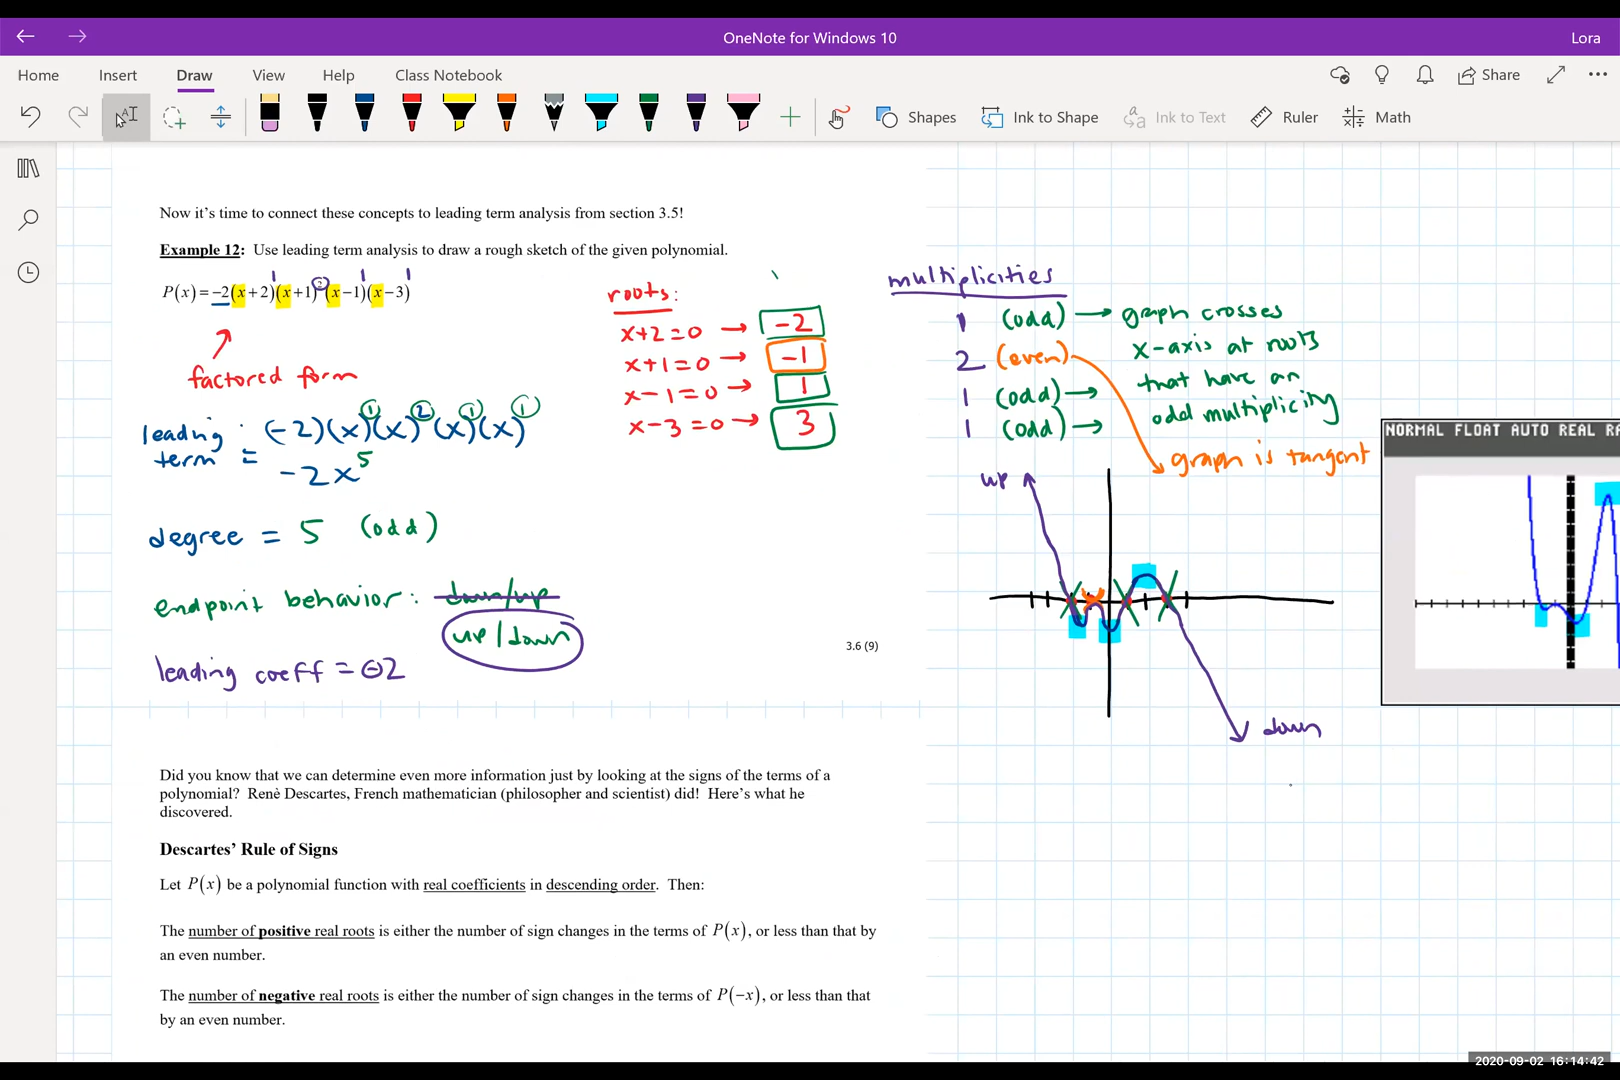 OneNote for Windows 10
Lora
Home Insert Draw View Help Class Notebook
Share
Shapes Ink to Shape Ink to Text Ruler Math
Now it's time to connect these concepts to leading term analysis from section 3.5!
Example 12: Use leading term analysis to draw a rough sketch of the given polynomial.
1 1 1
P(x) = -2(x+2)(x+1)²(x-1)(x-3)
factored form
leading term = (-2)(x)¹(x)²(x)¹(x)¹
-2x⁵
degree = 5 (odd)
endpoint behavior: down/up
up/down
leading coeff = -2
roots:
x+2=0 → -2
x+1=0 → -1
x-1=0 → 1
x-3=0 → 3
multiplicities
1 (odd) → graph crosses
x-axis at roots
that have an
odd multiplicity
2 (even) → graph is tangent
1 (odd) →
1 (odd) →
up
down
NORMAL FLOAT AUTO REAL RA
3.6 (9)
Did you know that we can determine even more information just by looking at the signs of the terms of a
polynomial? Renè Descartes, French mathematician (philosopher and scientist) did! Here's what he
discovered.
Descartes' Rule of Signs
Let P(x) be a polynomial function with real coefficients in descending order. Then:
The number of positive real roots is either the number of sign changes in the terms of P(x), or less than that by
an even number.
The number of negative real roots is either the number of sign changes in the terms of P(-x), or less than that
by an even number.
2020-09-02 16:14:42